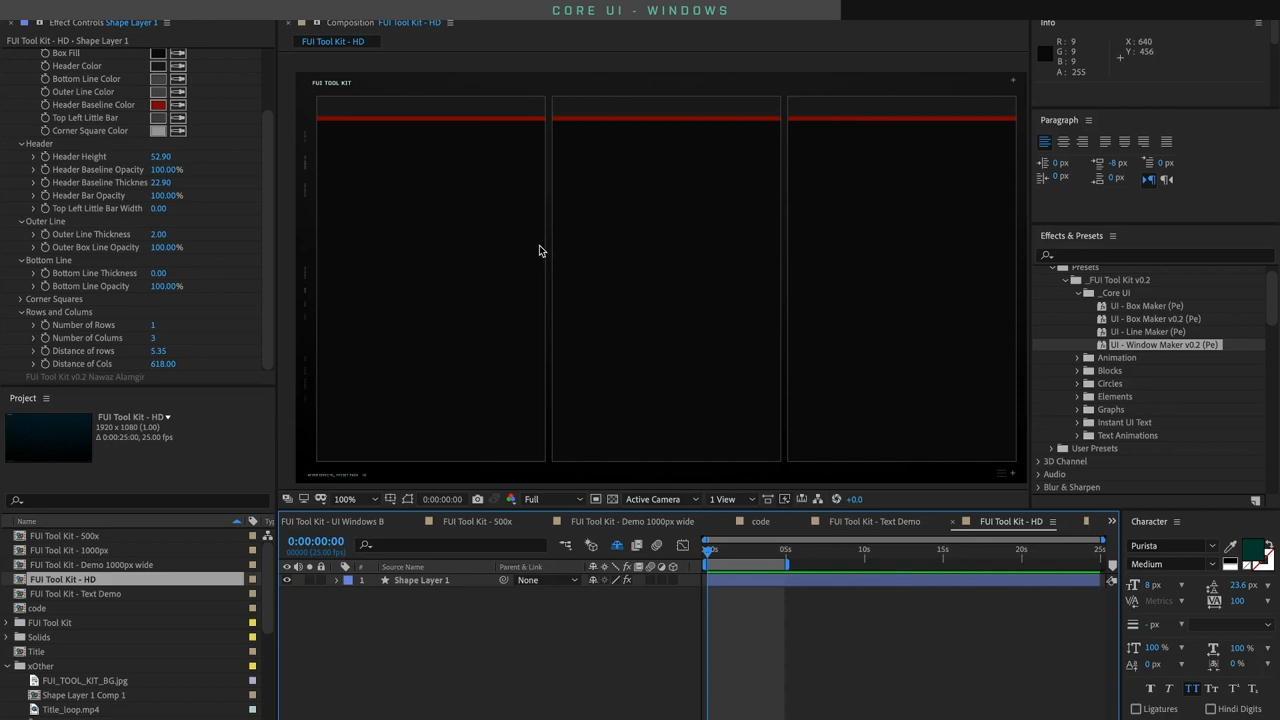 CORE UI - WINDOWS
Effect Controls Shape Layer 1
FUI Tool Kit - HD · Shape Layer 1
Box Fill
Header Color
Bottom Line Color
Outer Line Color
Header Baseline Color
Top Left Little Bar
Corner Square Color
Header
Header Height 52.90
Header Baseline Opacity 100.00%
Header Baseline Thicknes 22.90
Header Bar Opacity 100.00%
Top Left Little Bar Width 0.00
Outer Line
Outer Line Thickness 2.00
Outer Box Line Opacity 100.00%
Bottom Line
Bottom Line Thickness 0.00
Bottom Line Opacity 100.00%
Corner Squares
Rows and Colums
Number of Rows 1
Number of Colums 3
Distance of rows 5.35
Distance of Cols 618.00
FUI Tool Kit v0.2 Nawaz Alamgir
Project
FUI Tool Kit - HD
1920 x 1080 (1.00)
Δ 0:00:25:00, 25.00 fps
Name
FUI Tool Kit - 500x
FUI Tool Kit - 1000px
FUI Tool Kit - Demo 1000px wide
FUI Tool Kit - HD
FUI Tool Kit - Text Demo
code
FUI Tool Kit
Solids
Title
xOther
FUI_TOOL_KIT_BG.jpg
Shape Layer 1 Comp 1
Title_loop.mp4
Composition FUI Tool Kit - HD
FUI Tool Kit - HD
FUI TOOL KIT
100% 0:00:00:00 Full Active Camera 1 View +0.0
FUI Tool Kit - UI Windows B
FUI Tool Kit - 500x
FUI Tool Kit - Demo 1000px wide
code
FUI Tool Kit - Text Demo
FUI Tool Kit - HD
0:00:00:00
00000 (25.00 fps)
05s 10s 15s 20s 25s
# Source Name Parent & Link
1 Shape Layer 1 None
Info
R: 9 X: 640
G: 9 Y: 456
B: 9
A: 255
Paragraph
0 px -8 px 0 px
0 px 0 px
Effects & Presets
Presets
_FUI Tool Kit v0.2
_Core UI
UI - Box Maker (Pe)
UI - Box Maker v0.2 (Pe)
UI - Line Maker (Pe)
UI - Window Maker v0.2 (Pe)
Animation
Blocks
Circles
Elements
Graphs
Instant UI Text
Text Animations
User Presets
3D Channel
Audio
Blur & Sharpen
Character
Purista
Medium
8 px 23.6 px
Metrics 100
- px
100 % 100 %
0 px 0 %
T T TT Tт T¹ T₁
Ligatures Hindi Digits